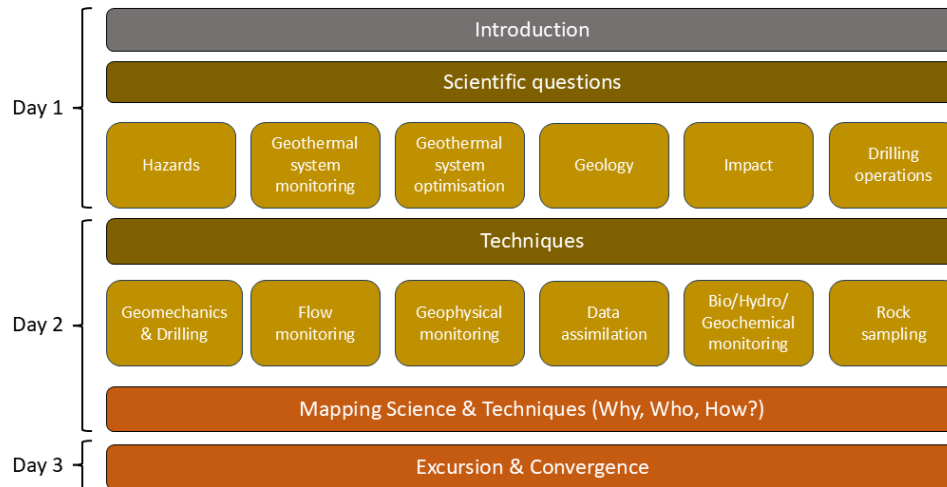 Day 1
Introduction
Scientific questions
Hazards
Geothermal
system
monitoring
Geothermal
system
optimisation
Geology
Impact
Drilling
operations
Day 2
Techniques
Geomechanics
& Drilling
Flow
monitoring
Geophysical
monitoring
Data
assimilation
Bio/Hydro/
Geochemical
monitoring
Rock
sampling
Mapping Science & Techniques (Why, Who, How?)
Day 3
Excursion & Convergence